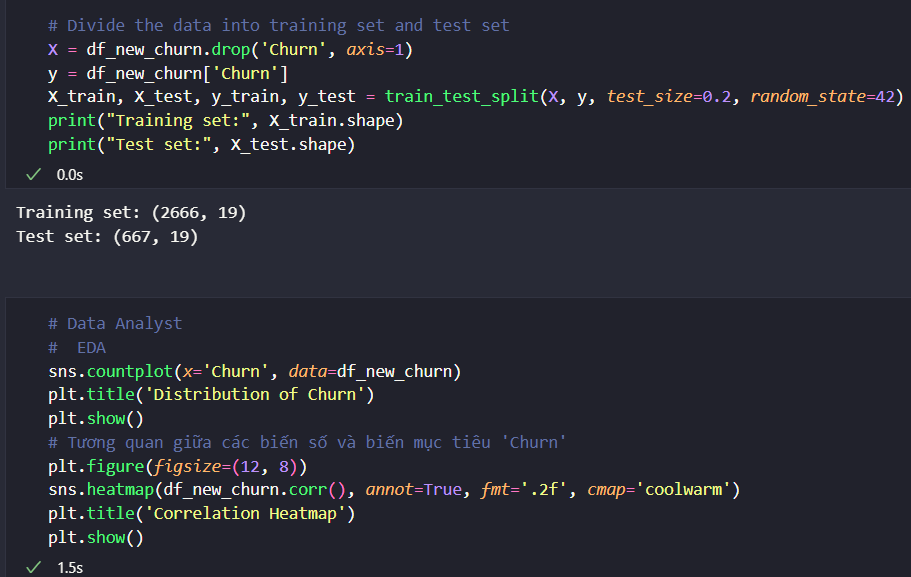 # Divide the data into training set and test set
X = df_new_churn.drop('Churn', axis=1)
y = df_new_churn['Churn']
X_train, X_test, y_train, y_test = train_test_split(X, y, test_size=0.2, random_state=42)
print("Training set:", X_train.shape)
print("Test set:", X_test.shape)
✓ 0.0s
Training set: (2666, 19)
Test set: (667, 19)
# Data Analyst
#  EDA
sns.countplot(x='Churn', data=df_new_churn)
plt.title('Distribution of Churn')
plt.show()
# Tương quan giữa các biến số và biến mục tiêu 'Churn'
plt.figure(figsize=(12, 8))
sns.heatmap(df_new_churn.corr(), annot=True, fmt='.2f', cmap='coolwarm')
plt.title('Correlation Heatmap')
plt.show()
✓ 1.5s